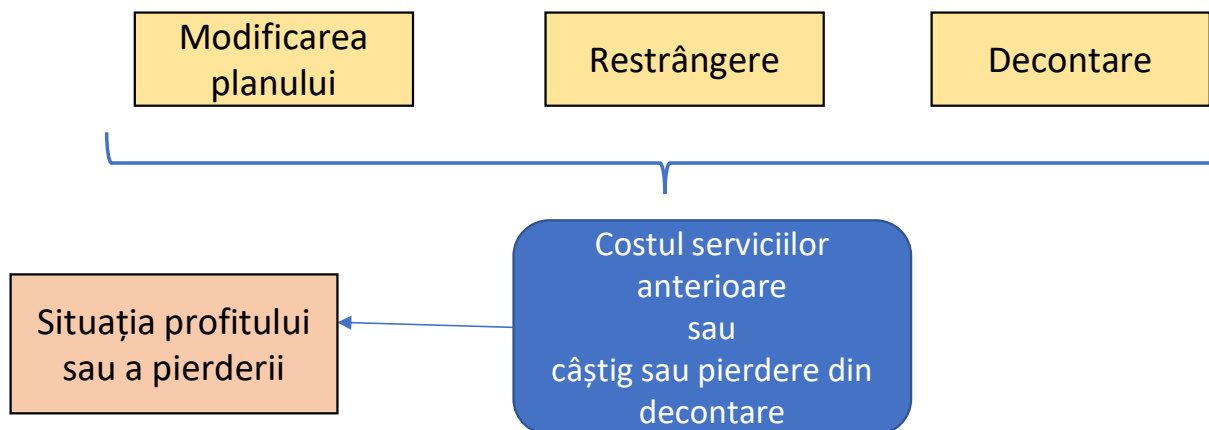 Modificarea
planului
Restrângere
Decontare
Costul serviciilor
anterioare
sau
câștig sau pierdere din
decontare
Situația profitului
sau a pierderii